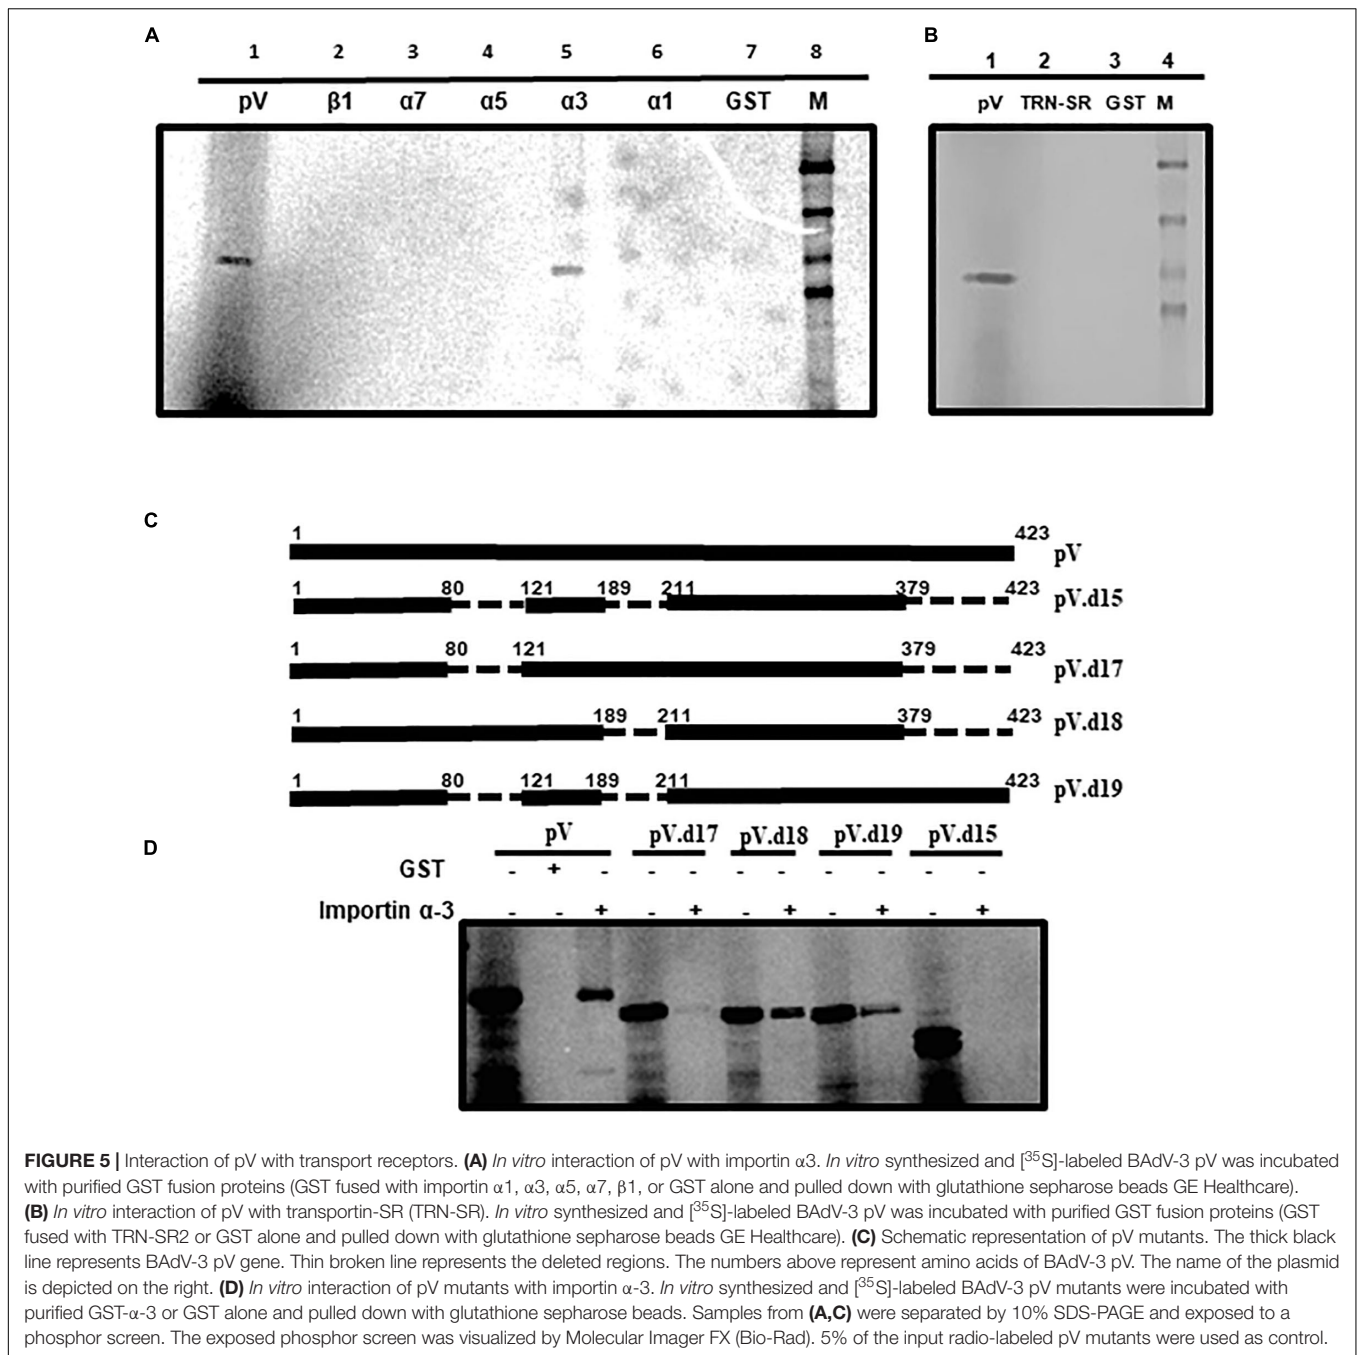 A
1 2 3 4 5 6 7 8
pV β1 α7 α5 α3 α1 GST M
B
1 2 3 4
pV TRN-SR GST M
C
1 423
pV
1 80 121 189 211 379 423
pV.d15
1 80 121 379 423
pV.d17
1 189 211 379 423
pV.d18
1 80 121 189 211 423
pV.d19
D
pV pV.d17 pV.d18 pV.d19 pV.d15
GST - + - - - - - - - - -
Importin α-3 - - + - + - + - + - +
FIGURE 5 | Interaction of pV with transport receptors. (A) In vitro interaction of pV with importin α3. In vitro synthesized and [35S]-labeled BAdV-3 pV was incubated
with purified GST fusion proteins (GST fused with importin α1, α3, α5, α7, β1, or GST alone and pulled down with glutathione sepharose beads GE Healthcare).
(B) In vitro interaction of pV with transportin-SR (TRN-SR). In vitro synthesized and [35S]-labeled BAdV-3 pV was incubated with purified GST fusion proteins (GST
fused with TRN-SR2 or GST alone and pulled down with glutathione sepharose beads GE Healthcare). (C) Schematic representation of pV mutants. The thick black
line represents BAdV-3 pV gene. Thin broken line represents the deleted regions. The numbers above represent amino acids of BAdV-3 pV. The name of the plasmid
is depicted on the right. (D) In vitro interaction of pV mutants with importin α-3. In vitro synthesized and [35S]-labeled BAdV-3 pV mutants were incubated with
purified GST-α-3 or GST alone and pulled down with glutathione sepharose beads. Samples from (A,C) were separated by 10% SDS-PAGE and exposed to a
phosphor screen. The exposed phosphor screen was visualized by Molecular Imager FX (Bio-Rad). 5% of the input radio-labeled pV mutants were used as control.